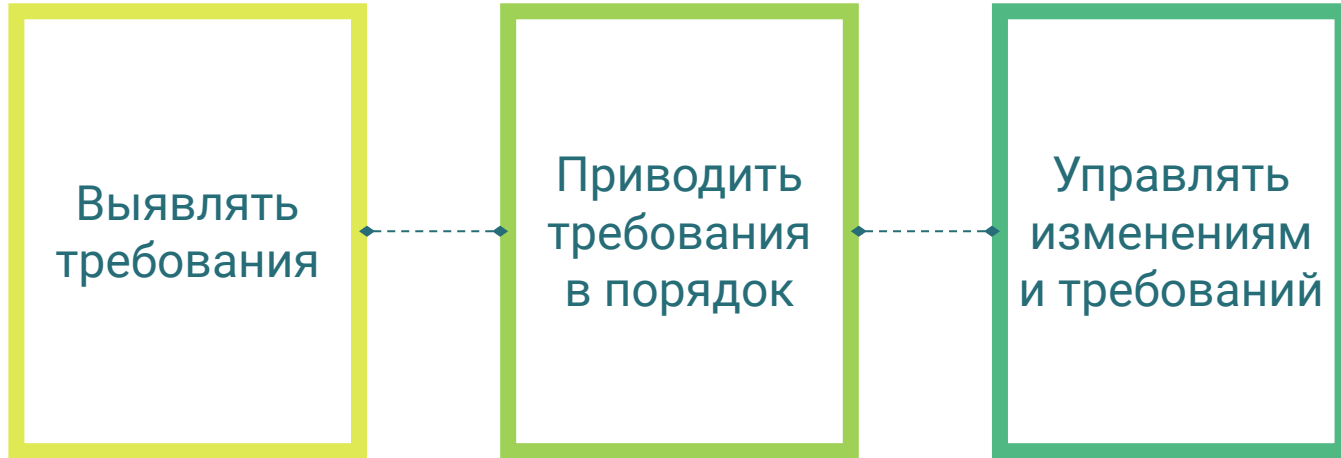 Выявлять
требования
Приводить
требования
в порядок
Управлять
изменениям
и требований